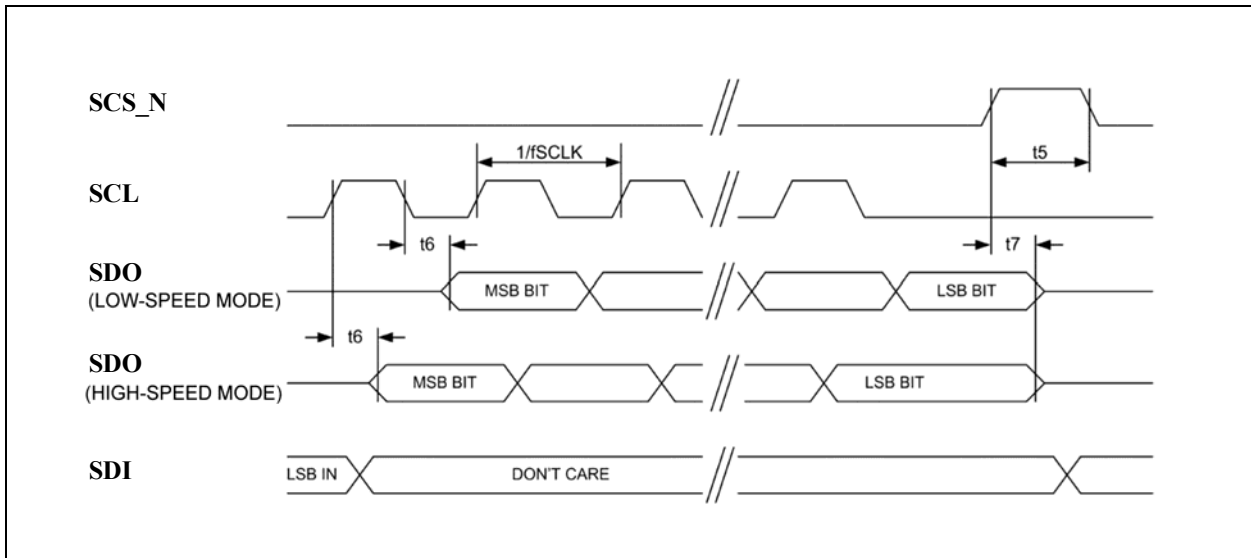 SCS_N
t5
1/fSCLK
SCL
t6
t7
SDO
(LOW-SPEED MODE)
MSB BIT
LSB BIT
t6
SDO
(HIGH-SPEED MODE)
MSB BIT
LSB BIT
SDI
LSB IN
DON'T CARE